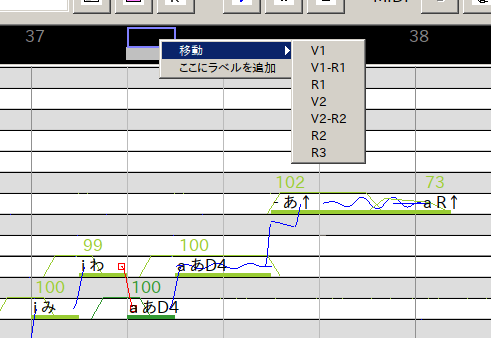 MIDI
37
38
移動
ここにラベルを追加
V1
V1-R1
R1
V2
V2-R2
R2
R3
102
73
- あ↑
a R↑
99
100
i わ
a あD4
100
100
i み
a あD4